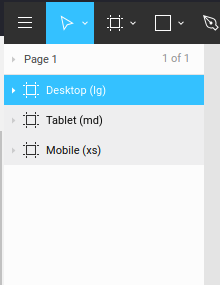 Page 1 1 of 1
Desktop (lg)
Tablet (md)
Mobile (xs)